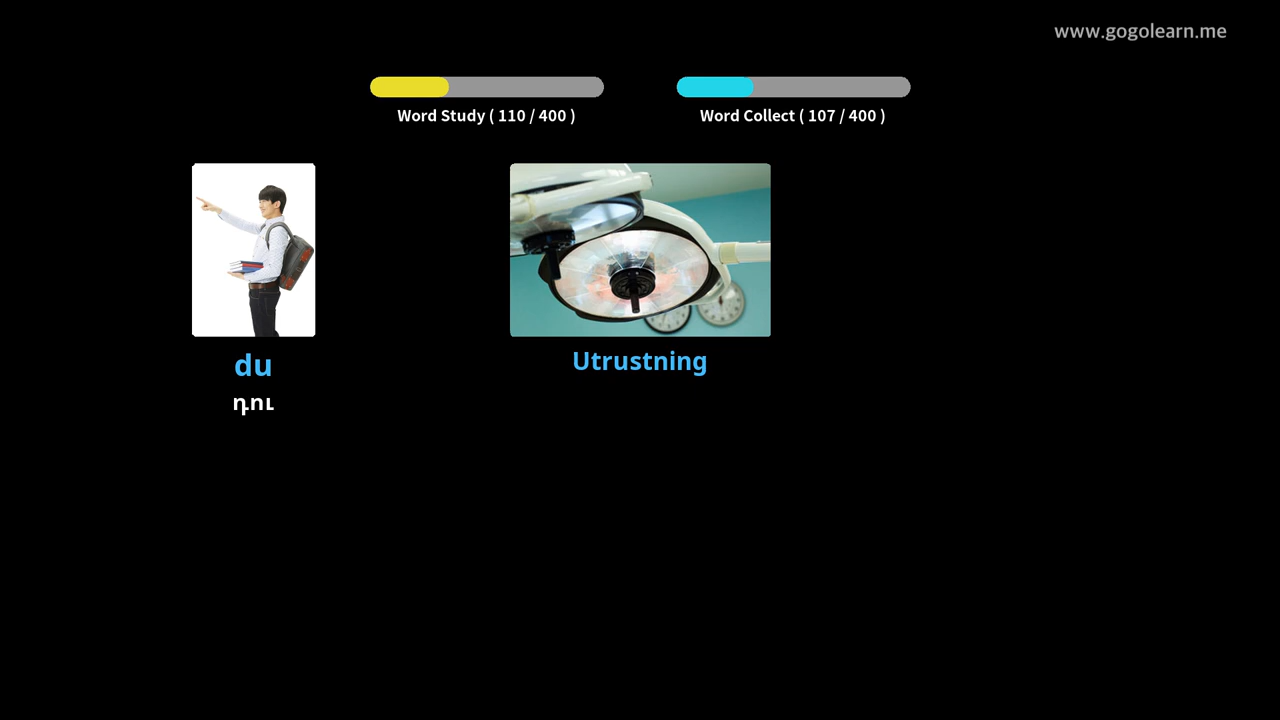 www.gogolearn.me
Word Study ( 110 / 400 )
Word Collect ( 107 / 400 )
du
դու
Utrustning